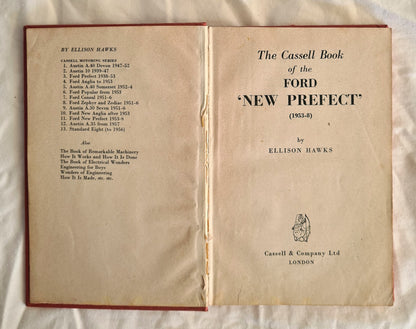 BY ELLISON HAWKS
CASSELL MOTORING SERIES
1. Austin A.40 Devon 1947-52
2. Austin 10 1939-47
3. Ford Prefect 1938-53
4. Ford Anglia to 1953
5. Austin A.40 Somerset 1952-4
6. Ford Popular from 1953
7. Ford Consul 1951-6
8. Ford Zephyr and Zodiac 1951-6
9. Austin A.30 Seven 1951-6
10. Ford New Anglia after 1953
11. Ford New Prefect 1953-8
12. Austin A.35 from 1957
13. Standard Eight (to 1956)
Also
The Book of Remarkable Machinery
How It Works and How It Is Done
The Book of Electrical Wonders
Engineering for Boys
Wonders of Engineering
How It Is Made, etc.
The Cassell Book
of the
FORD
‘NEW PREFECT’
(1953-8)
by
ELLISON HAWKS
Cassell & Company Ltd
LONDON